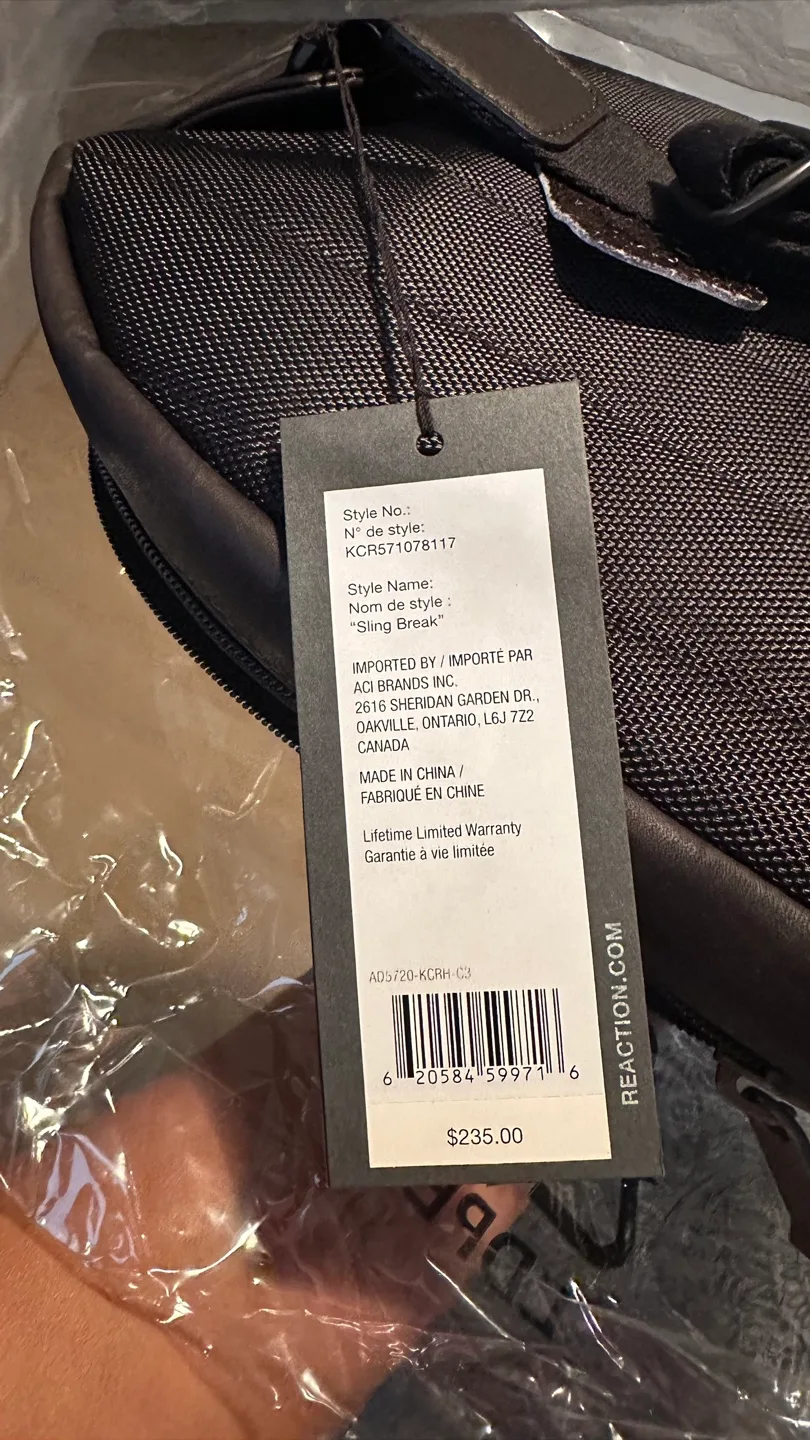 Style No.:
N° de style:
KCR571078117
Style Name:
Nom de style :
"Sling Break"
IMPORTED BY / IMPORTÉ PAR
ACI BRANDS INC.
2616 SHERIDAN GARDEN DR.,
OAKVILLE, ONTARIO, L6J 7Z2
CANADA
MADE IN CHINA /
FABRIQUÉ EN CHINE
Lifetime Limited Warranty
Garantie à vie limitée
AD5720-KCRH-C3
6 20584 59971 6
$235.00
REACTION.COM